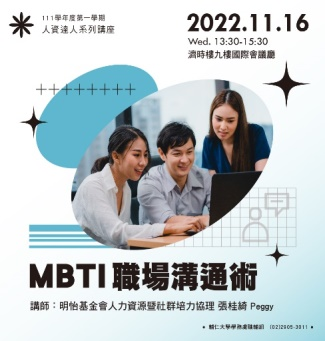 111學年度第一學期
人資達人系列講座
2022.11.16
Wed. 13:30-15:30
濟時樓九樓國際會議廳
MBTI 職場溝通術
講師：明怡基金會人力資源暨社群培力協理 張桂綺 Peggy
輔仁大學學務處職輔組 (02)2905-3011